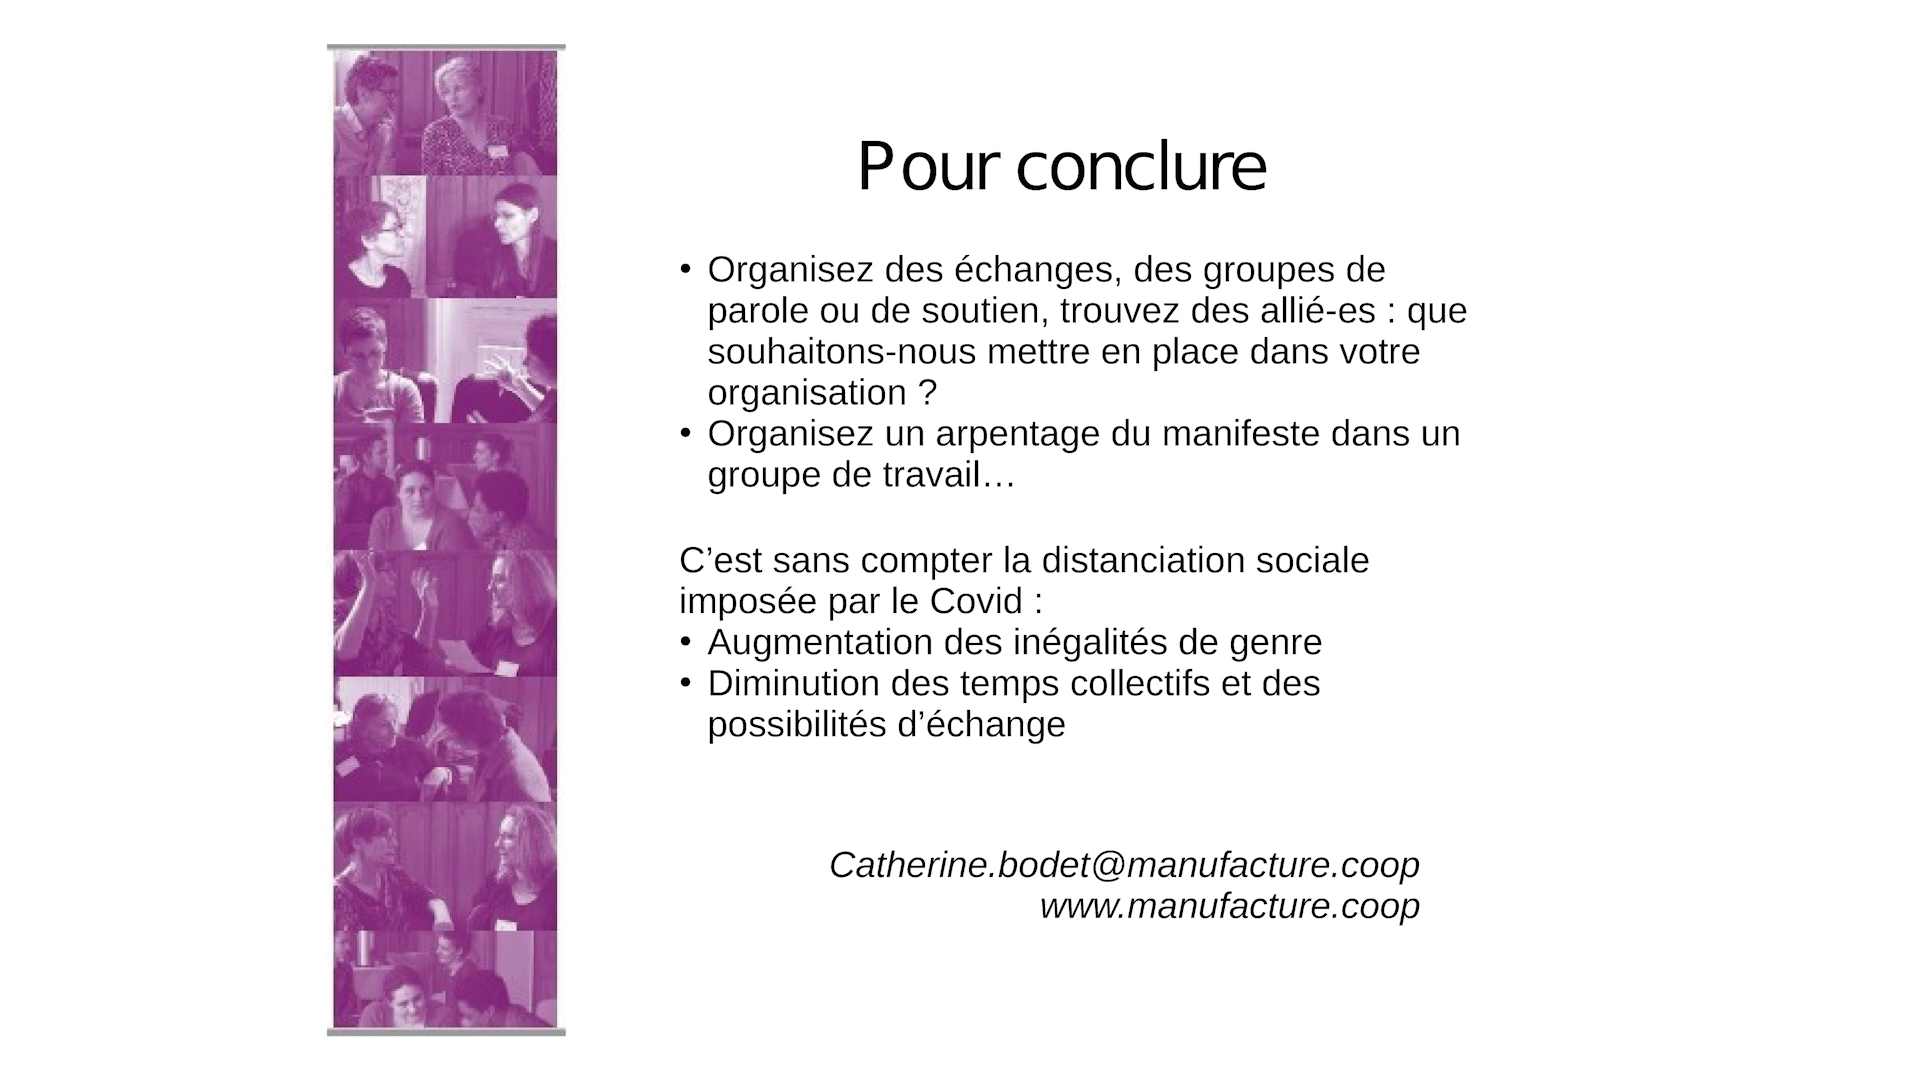 Pour conclure
• Organisez des échanges, des groupes de
parole ou de soutien, trouvez des allié-es : que
souhaitons-nous mettre en place dans votre
organisation ?
• Organisez un arpentage du manifeste dans un
groupe de travail…
C’est sans compter la distanciation sociale
imposée par le Covid :
• Augmentation des inégalités de genre
• Diminution des temps collectifs et des
possibilités d’échange
Catherine.bodet@manufacture.coop
www.manufacture.coop